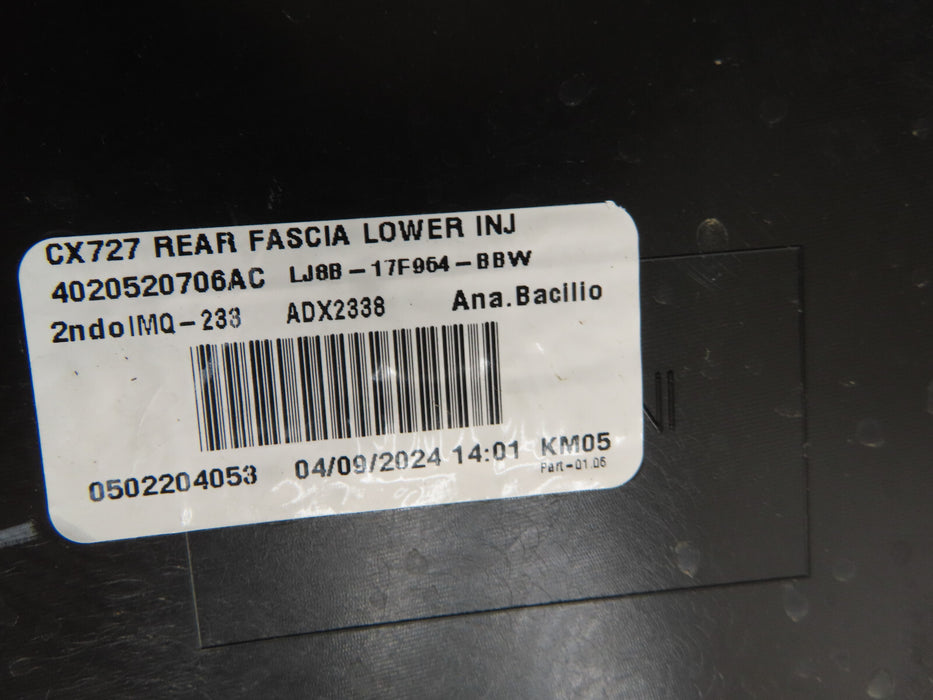 CX727 REAR FASCIA LOWER INJ
4020520706AC LJ8B-17F954-BBW
2ndoIMQ-233 ADX2338 Ana.Bacilio
0502204053 04/09/2024 14:01 KM05
Part-01.06